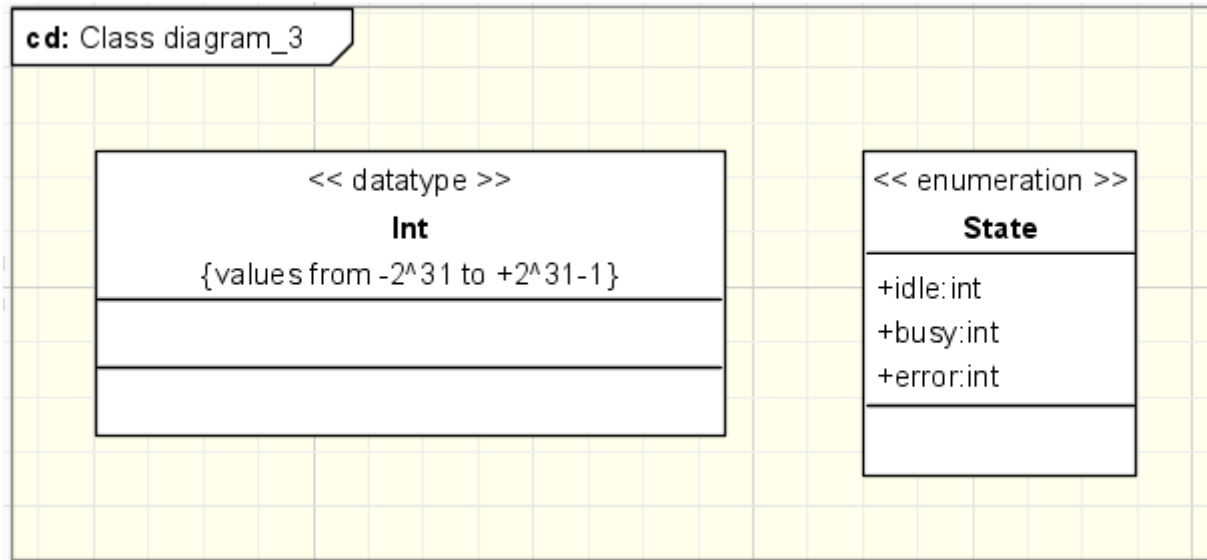 cd: Class diagram_3
<< datatype >>
Int
{values from -2^31 to +2^31-1}
<< enumeration >>
State
+idle:int
+busy:int
+error:int